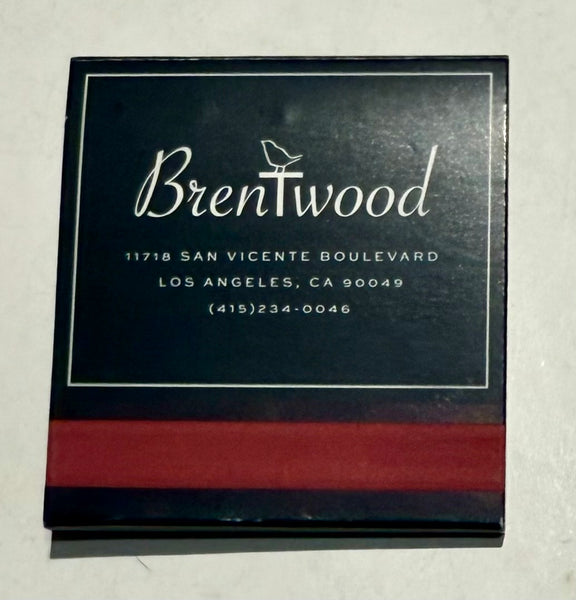 Brentwood
11718 SAN VICENTE BOULEVARD
LOS ANGELES, CA 90049
(415)234-0046